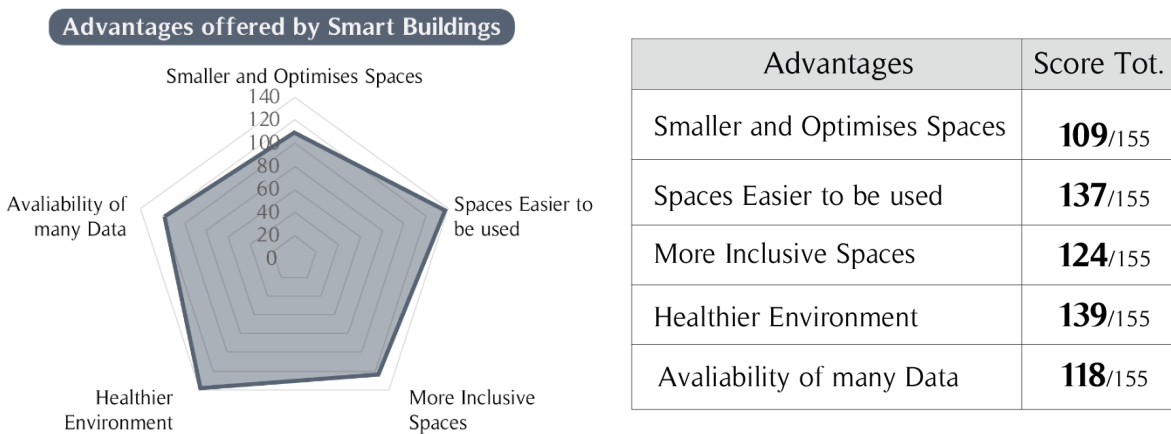 Advantages offered by Smart Buildings
Smaller and Optimises Spaces
140
120
100
80
60
40
20
0
Spaces Easier to
be used
More Inclusive
Spaces
Healthier
Environment
Avaliability of
many Data
Advantages Score Tot.
Smaller and Optimises Spaces 109/155
Spaces Easier to be used 137/155
More Inclusive Spaces 124/155
Healthier Environment 139/155
Avaliability of many Data 118/155